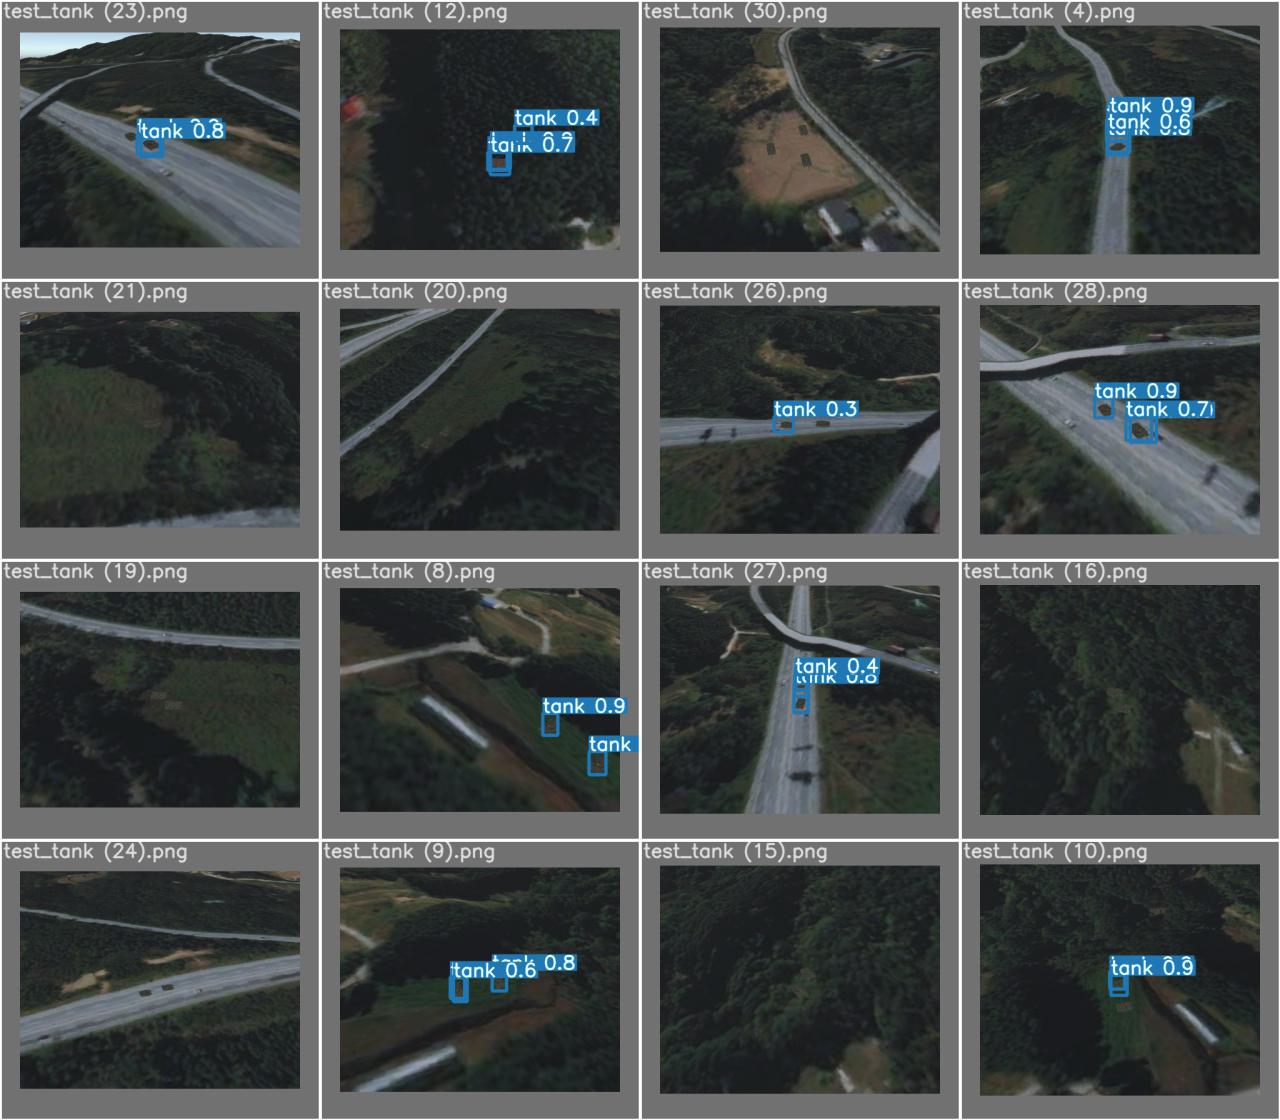 test_tank (23).png
tank 0.8
test_tank (12).png
tank 0.4
tank 0.7
test_tank (30).png
test_tank (4).png
tank 0.9
tank 0.6
test_tank (21).png
test_tank (20).png
test_tank (26).png
tank 0.3
test_tank (28).png
tank 0.9
tank 0.7
test_tank (19).png
test_tank (8).png
tank 0.9
tank
test_tank (27).png
tank 0.4
test_tank (16).png
test_tank (24).png
test_tank (9).png
0.8
tank 0.6
test_tank (15).png
test_tank (10).png
tank 0.9